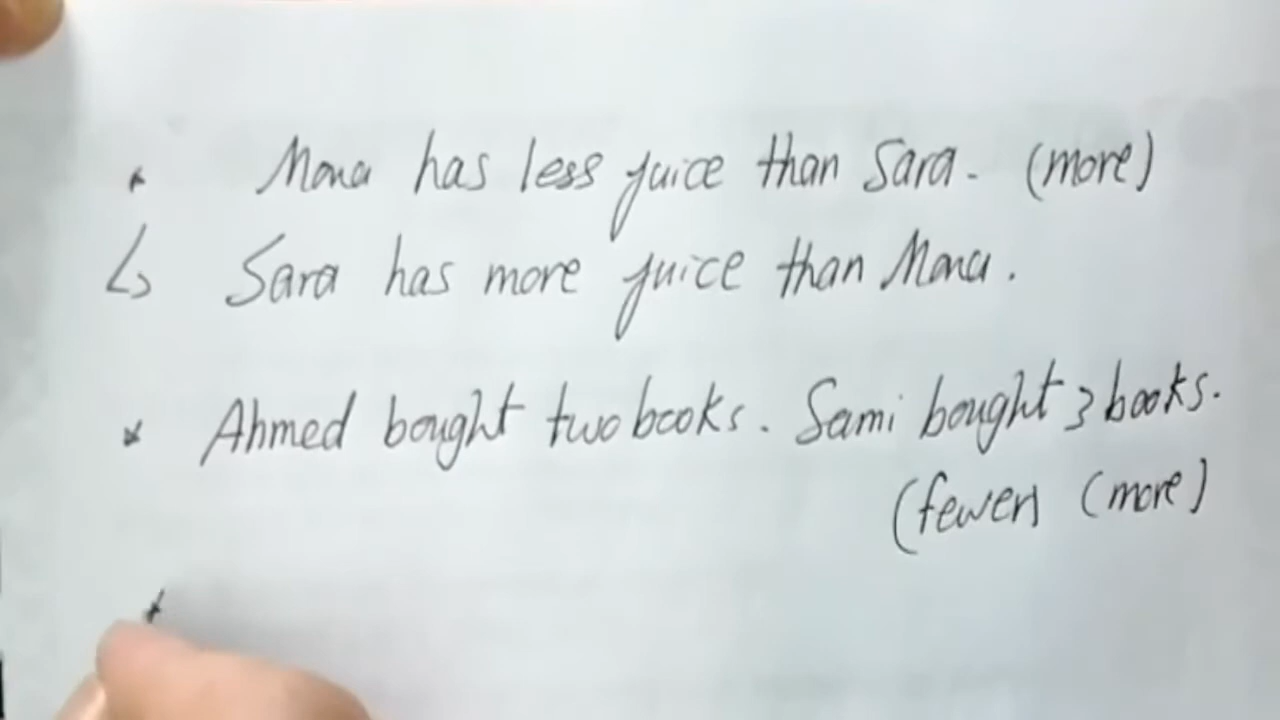 * Mona has less juice than Sara. (more)
↳ Sara has more juice than Mona.
* Ahmed bought two books. Sami bought 3 books.
(fewer) (more)
*